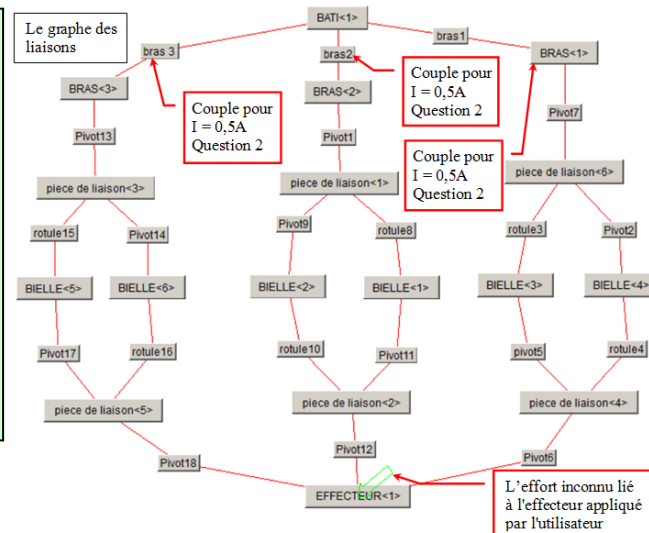 Le graphe des
liaisons
BATI<1>
bras 3
bras2
bras1
BRAS<3>
BRAS<2>
BRAS<1>
Couple pour
I = 0,5A
Question 2
Couple pour
I = 0,5A
Question 2
Couple pour
I = 0,5A
Question 2
Pivot13
Pivot1
Pivot7
piece de liaison<3>
piece de liaison<1>
piece de liaison<6>
rotule15
Pivot14
Pivot9
rotule8
rotule3
Pivot2
BIELLE<5>
BIELLE<6>
BIELLE<2>
BIELLE<1>
BIELLE<3>
BIELLE<4>
Pivot17
rotule16
rotule10
Pivot11
pivot5
rotule4
piece de liaison<5>
piece de liaison<2>
piece de liaison<4>
Pivot18
Pivot12
Pivot6
EFFECTEUR<1>
L'effort inconnu lié
à l'effecteur appliqué
par l'utilisateur